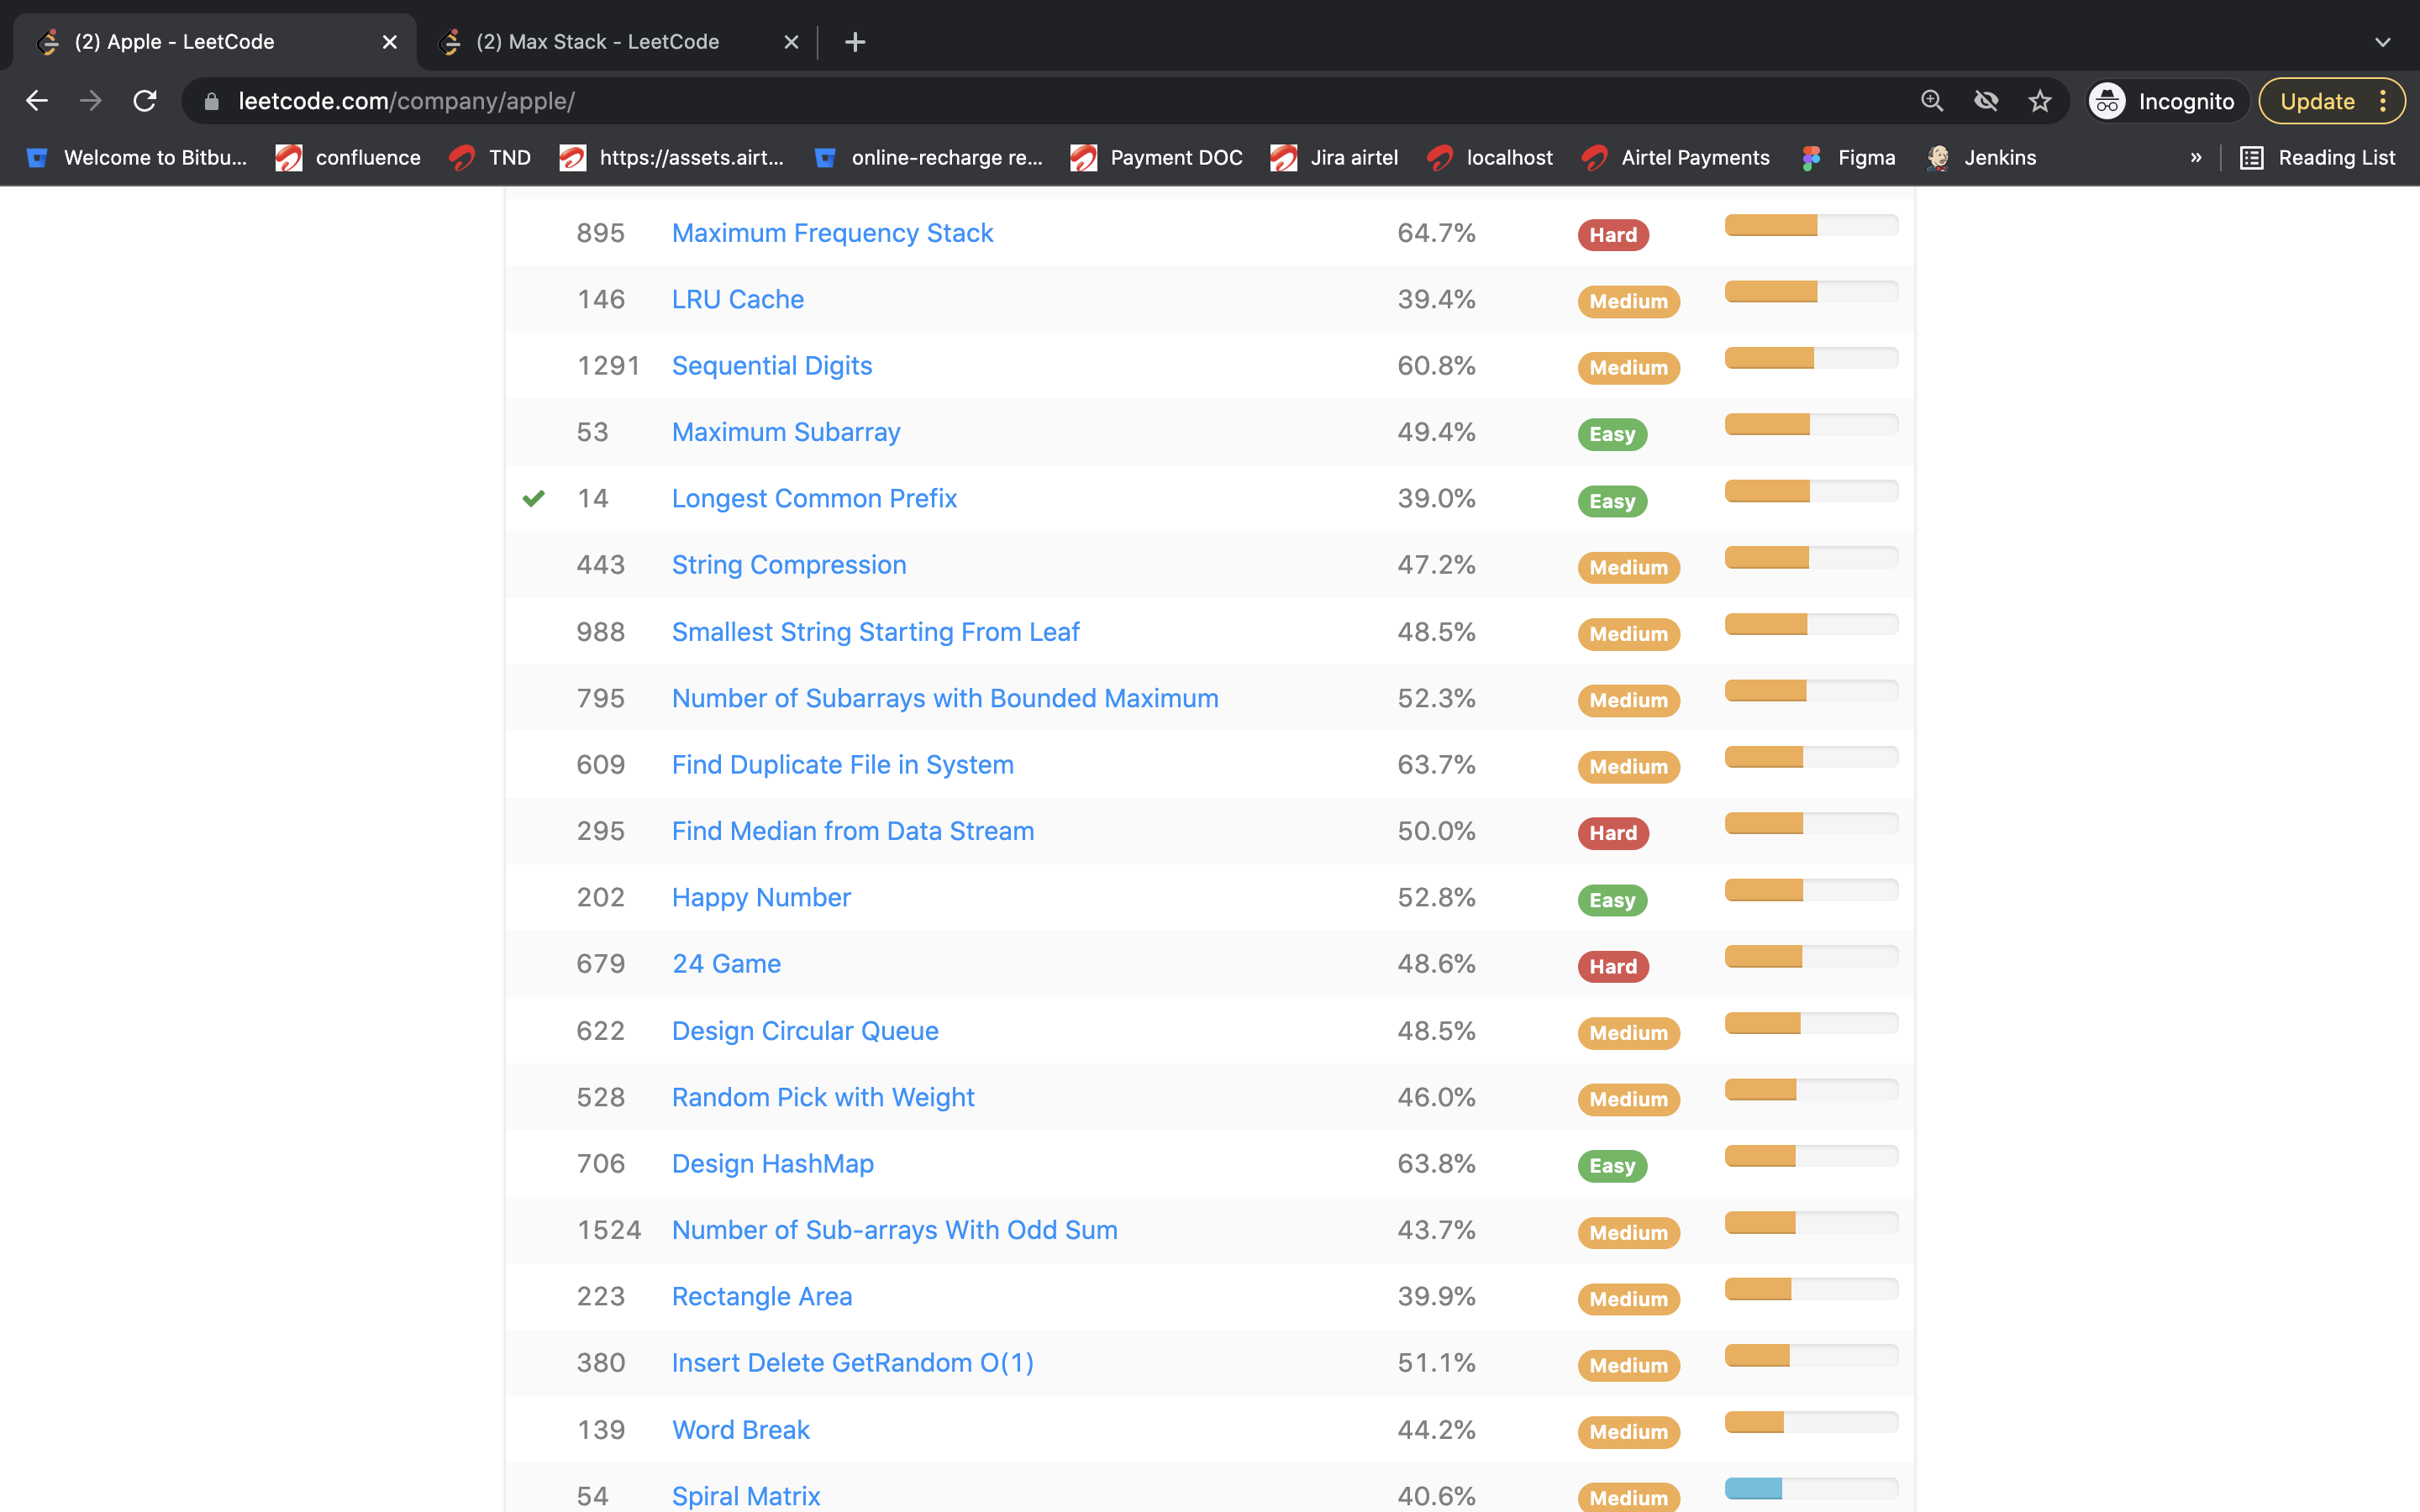 (2) Apple - LeetCode
(2) Max Stack - LeetCode
leetcode.com/company/apple/
Incognito
Update
Welcome to Bitbu... confluence TND https://assets.airt... online-recharge re... Payment DOC Jira airtel localhost Airtel Payments Figma Jenkins » Reading List
895 Maximum Frequency Stack 64.7% Hard
146 LRU Cache 39.4% Medium
1291 Sequential Digits 60.8% Medium
53 Maximum Subarray 49.4% Easy
14 Longest Common Prefix 39.0% Easy
443 String Compression 47.2% Medium
988 Smallest String Starting From Leaf 48.5% Medium
795 Number of Subarrays with Bounded Maximum 52.3% Medium
609 Find Duplicate File in System 63.7% Medium
295 Find Median from Data Stream 50.0% Hard
202 Happy Number 52.8% Easy
679 24 Game 48.6% Hard
622 Design Circular Queue 48.5% Medium
528 Random Pick with Weight 46.0% Medium
706 Design HashMap 63.8% Easy
1524 Number of Sub-arrays With Odd Sum 43.7% Medium
223 Rectangle Area 39.9% Medium
380 Insert Delete GetRandom O(1) 51.1% Medium
139 Word Break 44.2% Medium
54 Spiral Matrix 40.6% Medium